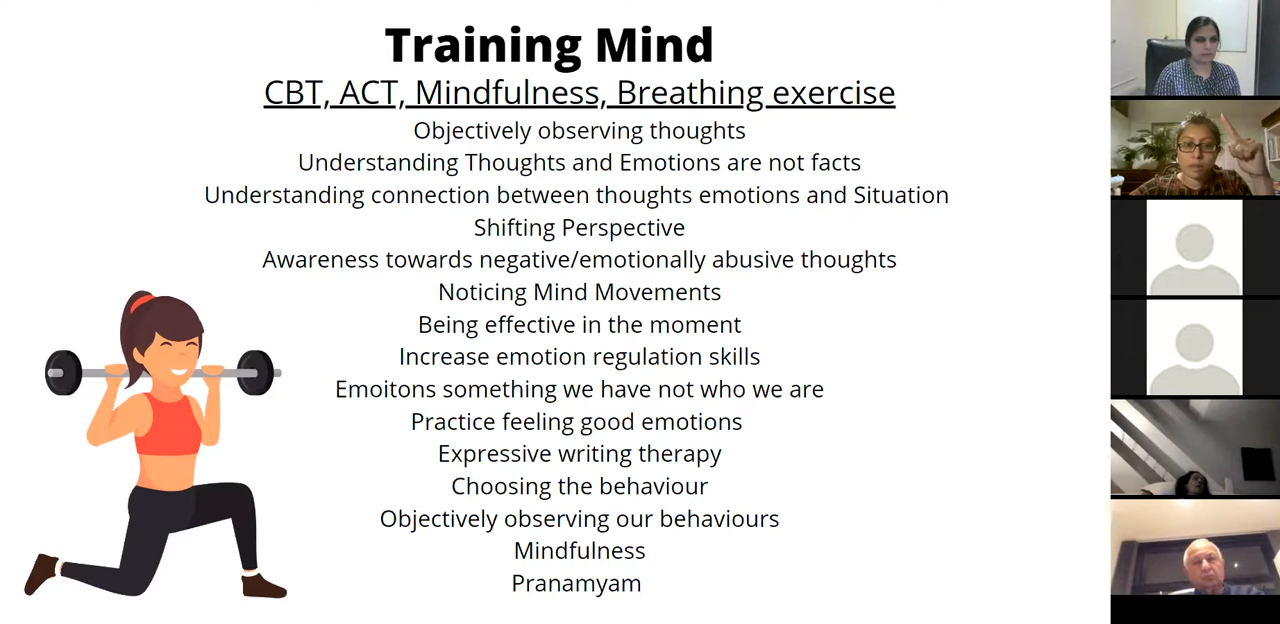 Training Mind
CBT, ACT, Mindfulness, Breathing exercise
Objectively observing thoughts
Understanding Thoughts and Emotions are not facts
Understanding connection between thoughts emotions and Situation
Shifting Perspective
Awareness towards negative/emotionally abusive thoughts
Noticing Mind Movements
Being effective in the moment
Increase emotion regulation skills
Emoitons something we have not who we are
Practice feeling good emotions
Expressive writing therapy
Choosing the behaviour
Objectively observing our behaviours
Mindfulness
Pranamyam